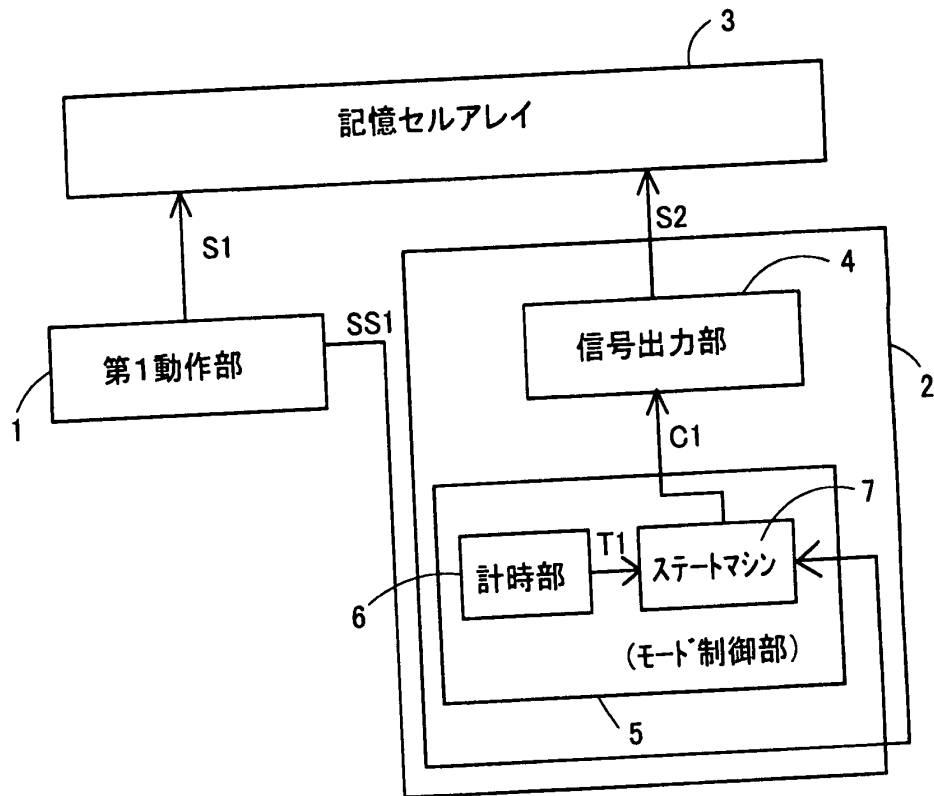 3
記憶セルアレイ
S1
S2
4
SS1
信号出力部
第1動作部
2
1
C1
7
T1
計時部
ステートマシン
6
(モード制御部)
5